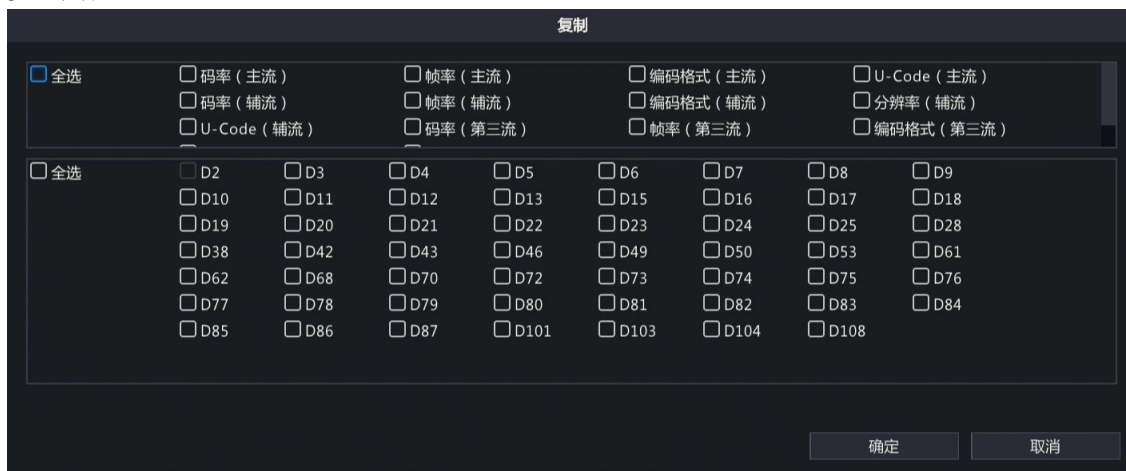 复制
全选 码率（主流） 帧率（主流） 编码格式（主流） U-Code（主流）
码率（辅流） 帧率（辅流） 编码格式（辅流） 分辨率（辅流）
U-Code（辅流） 码率（第三流） 帧率（第三流） 编码格式（第三流）
全选 D2 D3 D4 D5 D6 D7 D8 D9
D10 D11 D12 D13 D15 D16 D17 D18
D19 D20 D21 D22 D23 D24 D25 D28
D38 D42 D43 D46 D49 D50 D53 D61
D62 D68 D70 D72 D73 D74 D75 D76
D77 D78 D79 D80 D81 D82 D83 D84
D85 D86 D87 D101 D103 D104 D108
确定 取消